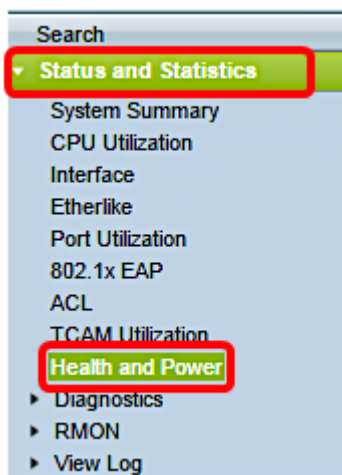 Search
Status and Statistics
System Summary
CPU Utilization
Interface
Etherlike
Port Utilization
802.1x EAP
ACL
TCAM Utilization
Health and Power
Diagnostics
RMON
View Log